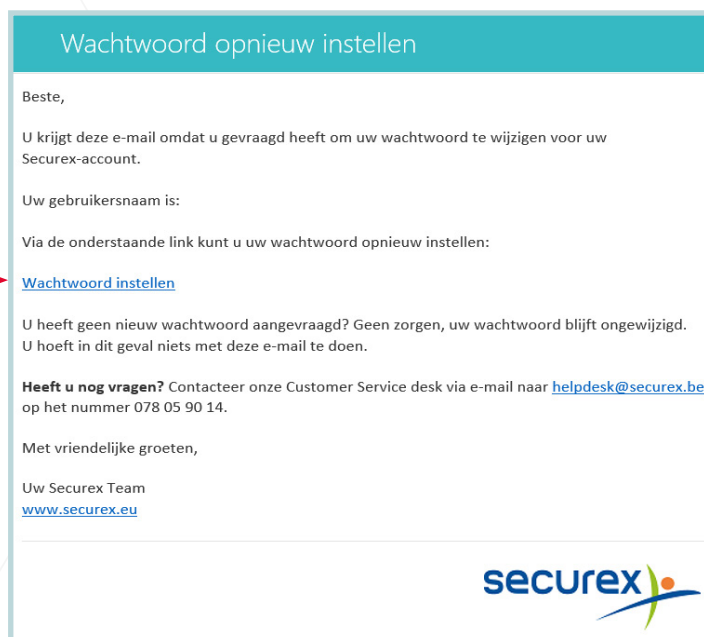 Wachtwoord opnieuw instellen
Beste,
U krijgt deze e-mail omdat u gevraagd heeft om uw wachtwoord te wijzigen voor uw
Securex-account.
Uw gebruikersnaam is:
Via de onderstaande link kunt u uw wachtwoord opnieuw instellen:
Wachtwoord instellen
U heeft geen nieuw wachtwoord aangevraagd? Geen zorgen, uw wachtwoord blijft ongewijzigd.
U hoeft in dit geval niets met deze e-mail te doen.
Heeft u nog vragen? Contacteer onze Customer Service desk via e-mail naar helpdesk@securex.be
op het nummer 078 05 90 14.
Met vriendelijke groeten,
Uw Securex Team
www.securex.eu
securex